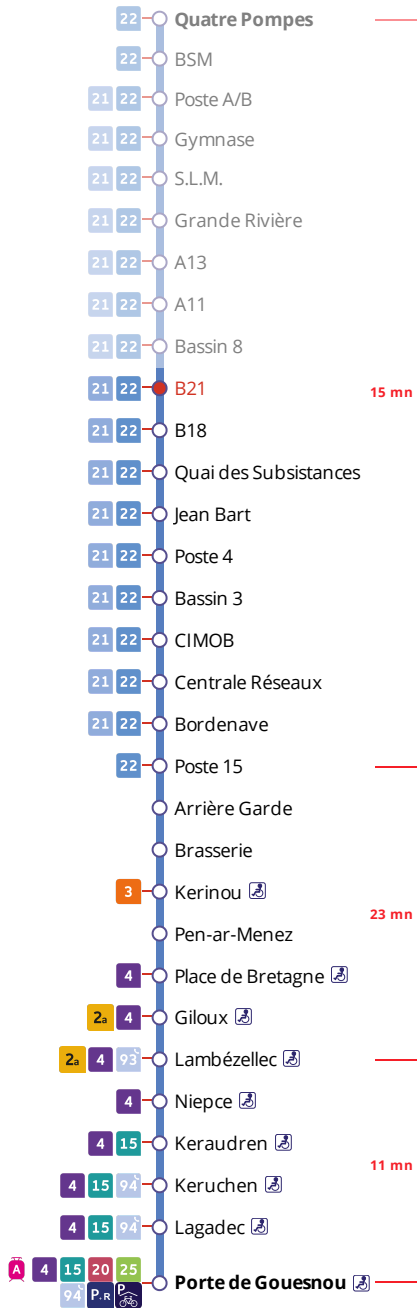 22 Quatre Pompes
22 BSM
21 22 Poste A/B
21 22 Gymnase
21 22 S.L.M.
21 22 Grande Rivière
21 22 A13
21 22 A11
21 22 Bassin 8
21 22 B21 15 mn
21 22 B18
21 22 Quai des Subsistances
21 22 Jean Bart
21 22 Poste 4
21 22 Bassin 3
21 22 CIMOB
21 22 Centrale Réseaux
21 22 Bordenave
22 Poste 15
Arrière Garde
Brasserie
3 Kerinou
23 mn
Pen-ar-Menez
4 Place de Bretagne
2a 4 Giloux
2a 4 93 Lambézellec
4 Niepce
4 15 Keraudren
11 mn
4 15 94 Keruchen
4 15 94 Lagadec
A 4 15 20 25
Porte de Gouesnou
94 P.R P